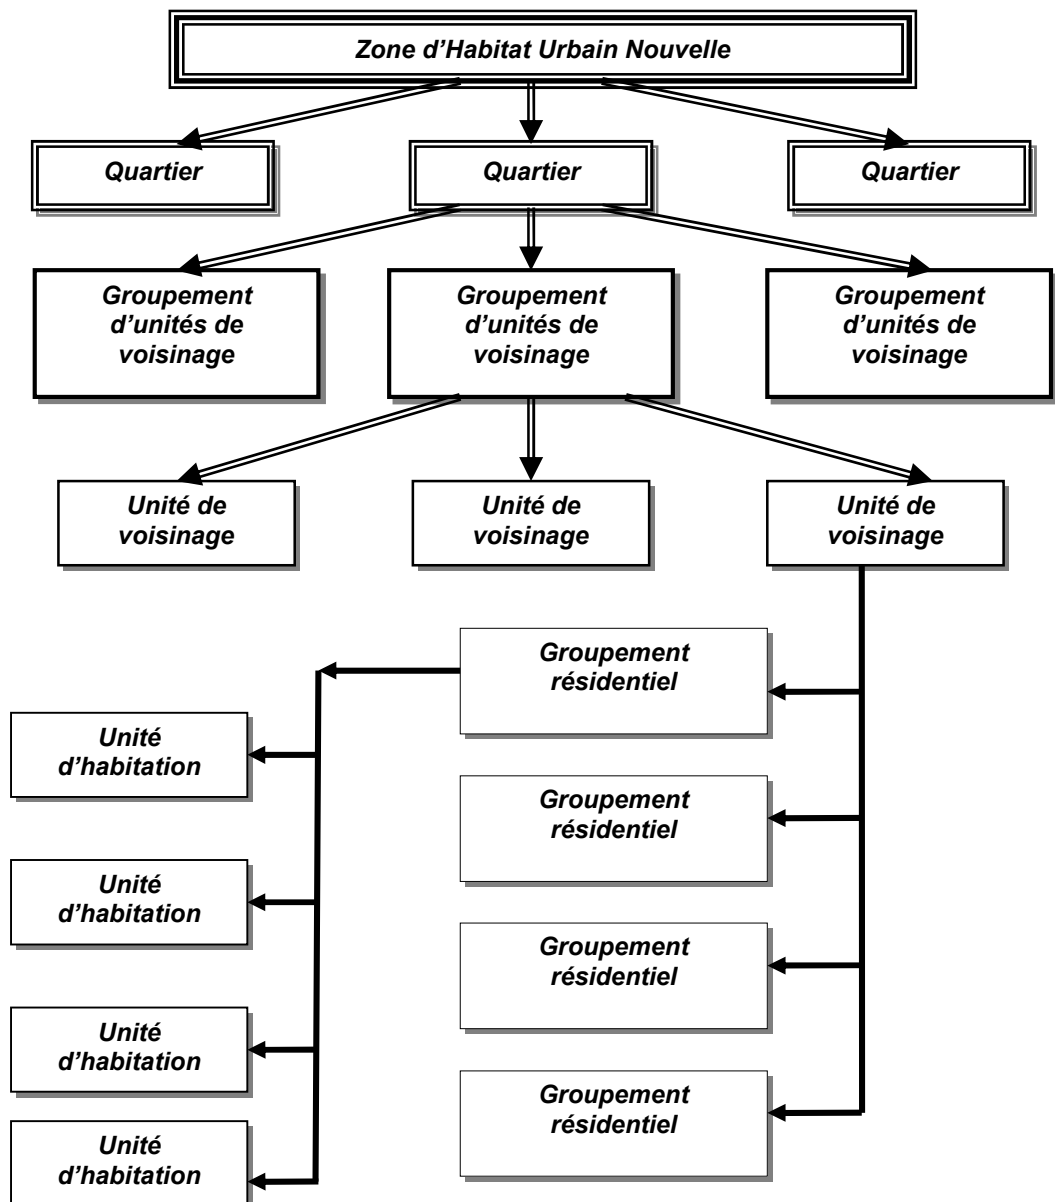 Zone d’Habitat Urbain Nouvelle
Quartier
Quartier
Quartier
Groupement
d’unités de
voisinage
Groupement
d’unités de
voisinage
Groupement
d’unités de
voisinage
Unité de
voisinage
Unité de
voisinage
Unité de
voisinage
Groupement
résidentiel
Unité
d’habitation
Groupement
résidentiel
Unité
d’habitation
Groupement
résidentiel
Unité
d’habitation
Groupement
résidentiel
Unité
d’habitation